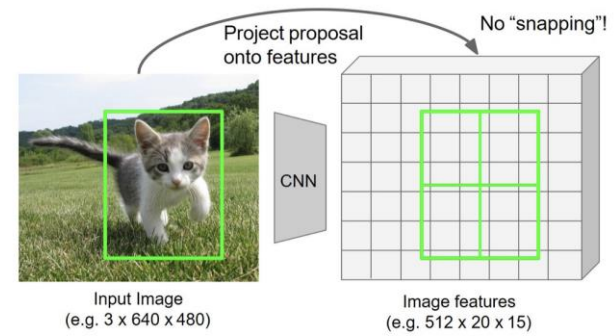 Project proposal
onto features
No “snapping”!
CNN
Input Image
(e.g. 3 x 640 x 480)
Image features
(e.g. 512 x 20 x 15)